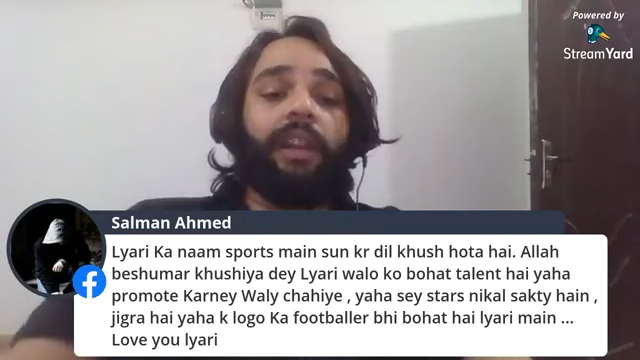 Powered by
StreamYard
Salman Ahmed
Lyari Ka naam sports main sun kr dil khush hota hai. Allah
beshumar khushiya dey Lyari walo ko bohat talent hai yaha
promote Karney Waly chahiye , yaha sey stars nikal sakty hain ,
jigra hai yaha k logo Ka footballer bhi bohat hai lyari main ...
Love you lyari